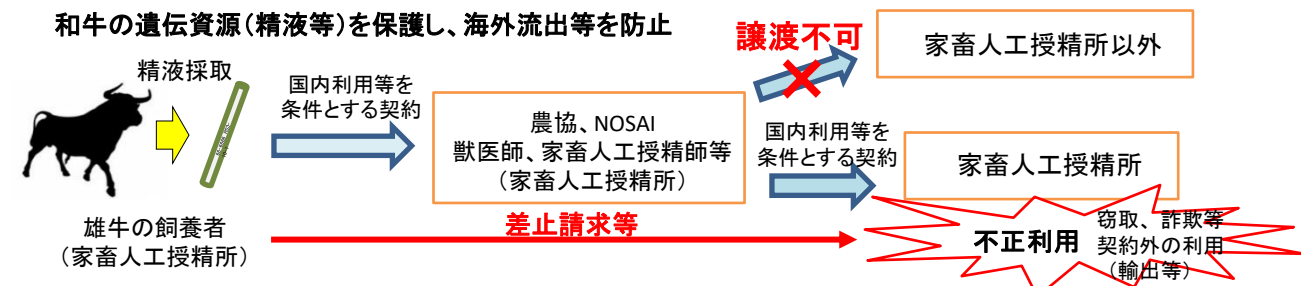 和牛の遺伝資源（精液等）を保護し、海外流出等を防止
精液採取
国内利用等を
条件とする契約
農協、NOSAI
獣医師、家畜人工授精師等
（家畜人工授精所）
譲渡不可
家畜人工授精所以外
国内利用等を
条件とする契約
家畜人工授精所
雄牛の飼養者
（家畜人工授精所）
差止請求等
不正利用
窃取、詐欺等
契約外の利用
（輸出等）